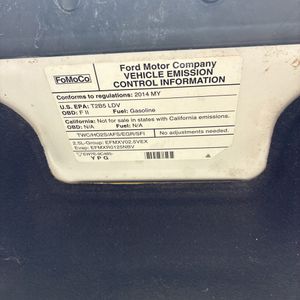 FoMoCo
Ford Motor Company
VEHICLE EMISSION
CONTROL INFORMATION
Conforms to regulations: 2014 MY
U.S. EPA: T2B5 LDV
OBD: F II Fuel: Gasoline
California: Not for sale in states with California emissions.
OBD: N/A Fuel: N/A
TWC/HO2S/AFS/EGR/SFI No adjustments needed.
2.5L-Group: EFMXV02.5VEX
Evap: EFMXR0125NBV
YPG